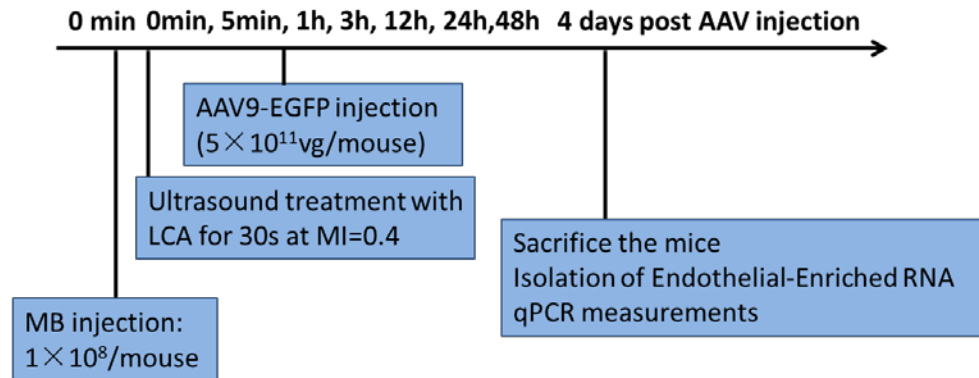 0 min 0min, 5min, 1h, 3h, 12h, 24h,48h 4 days post AAV injection
AAV9-EGFP injection
(5×10¹¹vg/mouse)
Ultrasound treatment with
LCA for 30s at MI=0.4
Sacrifice the mice
Isolation of Endothelial-Enriched RNA
qPCR measurements
MB injection:
1×10⁸/mouse